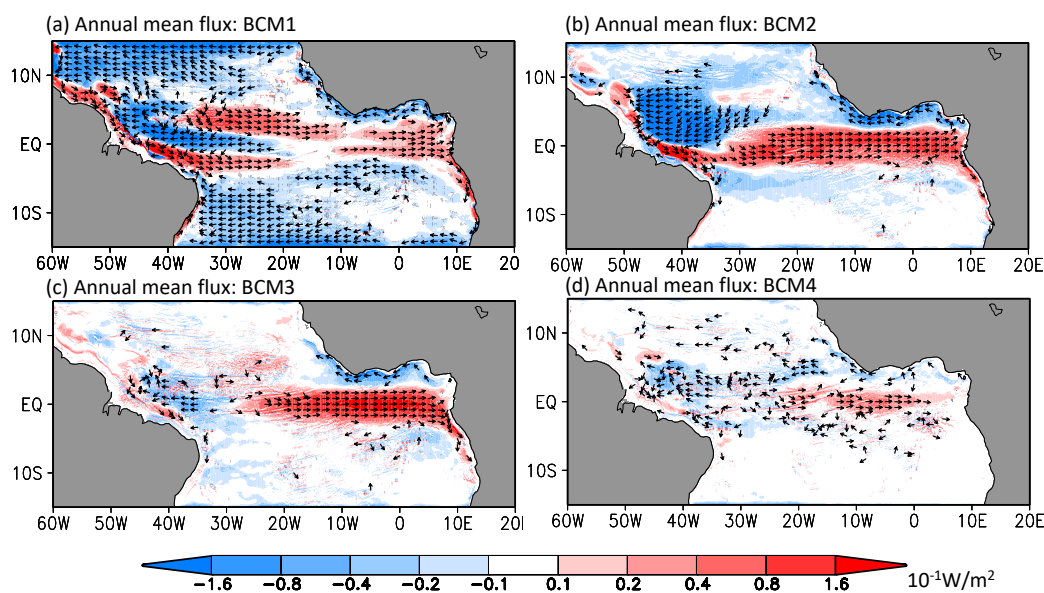 (a) Annual mean flux: BCM1
(b) Annual mean flux: BCM2
10N
EQ
10S
60W 50W 40W 30W 20W 10W 0 10E 20E
10N
EQ
10S
60W 50W 40W 30W 20W 10W 0 10E 20E
(c) Annual mean flux: BCM3
(d) Annual mean flux: BCM4
10N
EQ
10S
60W 50W 40W 30W 20W 10W 0 10E 20E
10N
EQ
10S
60W 50W 40W 30W 20W 10W 0 10E 20E
−1.6 −0.8 −0.4 −0.2 −0.1 0.1 0.2 0.4 0.8 1.6 10⁻¹W/m²